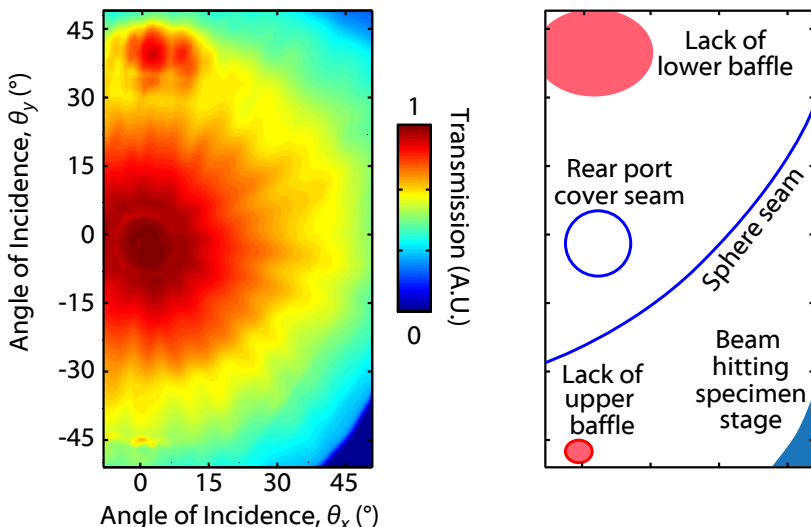 45
30
15
0
-15
-30
-45
Angle of Incidence, θy (°)
0
15
30
45
Angle of Incidence, θx (°)
1
0
Transmission (A.U.)
Lack of
lower baffle
Rear port
cover seam
Sphere seam
Beam
hitting
specimen
stage
Lack of
upper
baffle